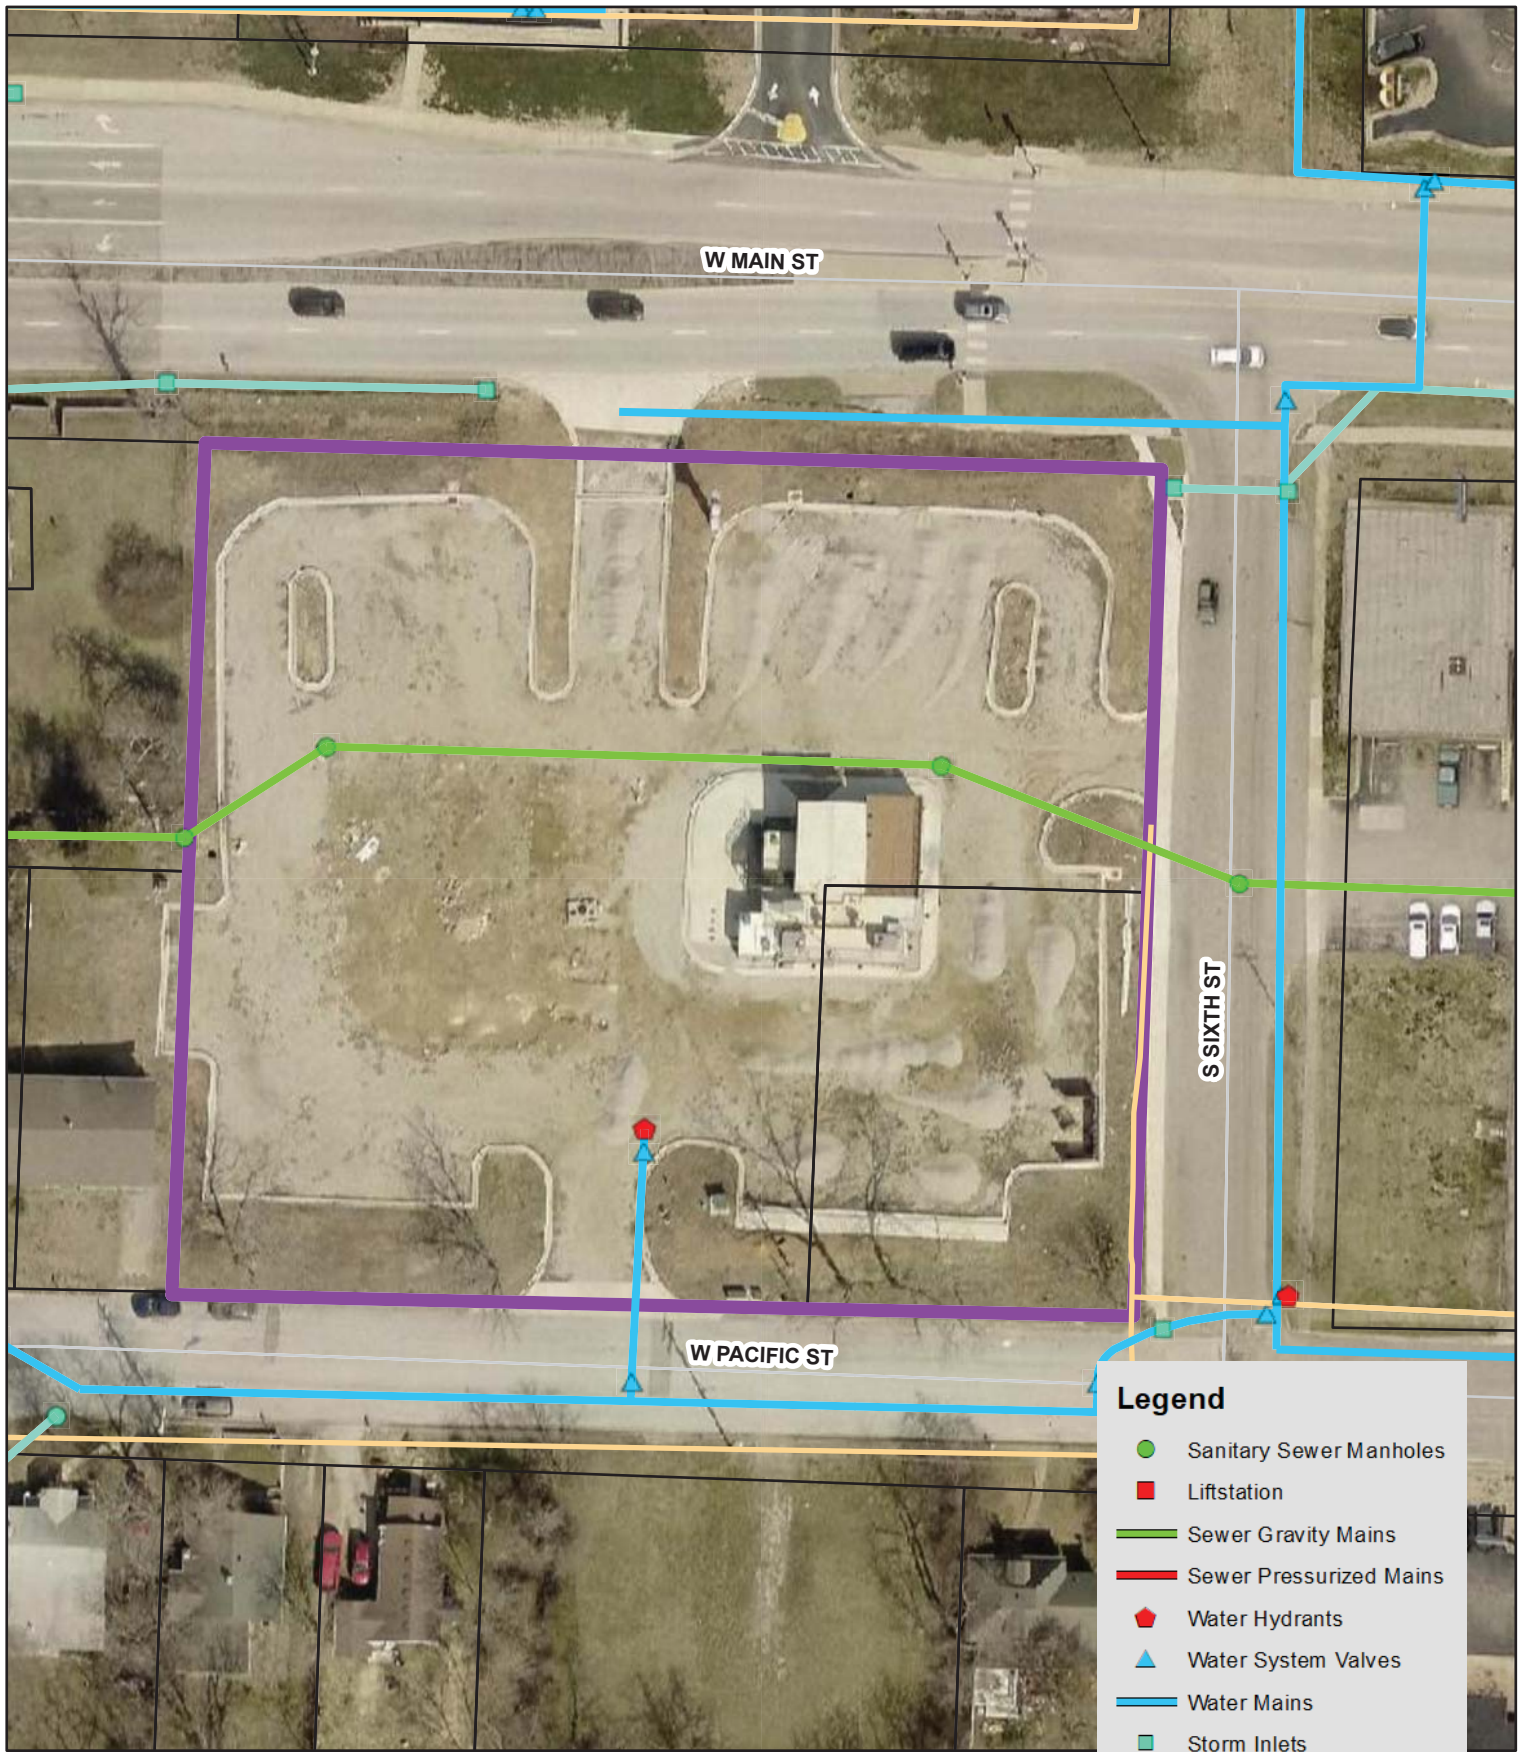 W MAIN ST
S SIXTH ST
W PACIFIC ST
Legend
Sanitary Sewer Manholes
Liftstation
Sewer Gravity Mains
Sewer Pressurized Mains
Water Hydrants
Water System Valves
Water Mains
Storm Inlets